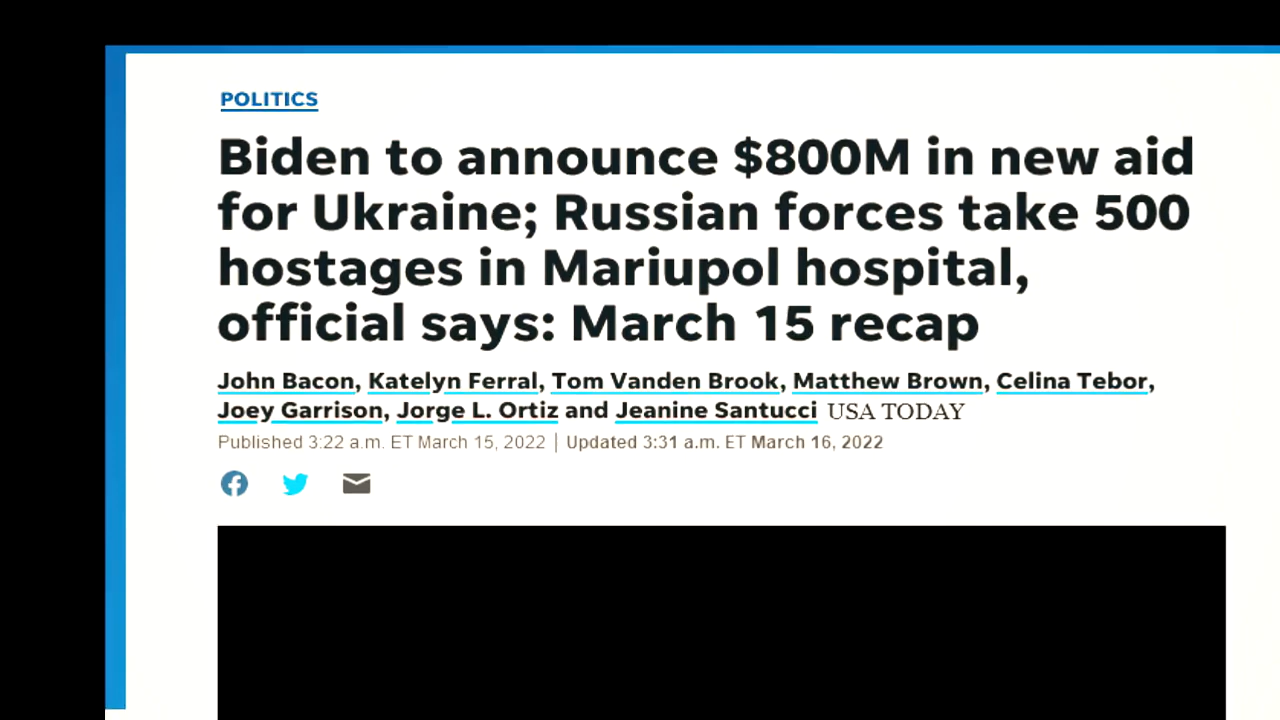 POLITICS
Biden to announce $800M in new aid
for Ukraine; Russian forces take 500
hostages in Mariupol hospital,
official says: March 15 recap
John Bacon, Katelyn Ferral, Tom Vanden Brook, Matthew Brown, Celina Tebor,
Joey Garrison, Jorge L. Ortiz and Jeanine Santucci USA TODAY
Published 3:22 a.m. ET March 15, 2022 | Updated 3:31 a.m. ET March 16, 2022